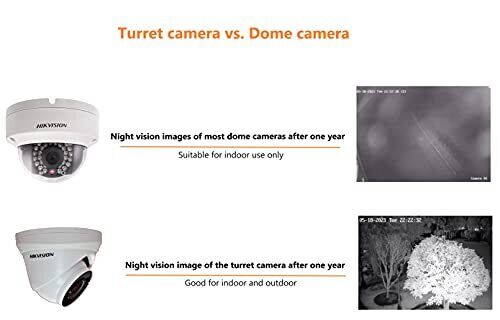 Turret camera vs. Dome camera
HIKVISION
Night vision images of most dome cameras after one year
Suitable for indoor use only
Camera
HIKVISION
Night vision image of the turret camera after one year
Good for indoor and outdoor
05-18-2023 Tue 22:22:32